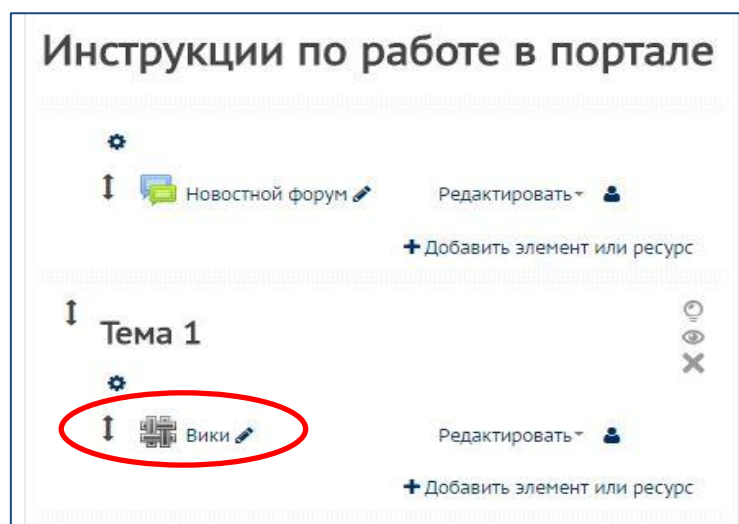 Инструкции по работе в портале
Новостной форум Редактировать
Добавить элемент или ресурс
Тема 1
Вики Редактировать
Добавить элемент или ресурс